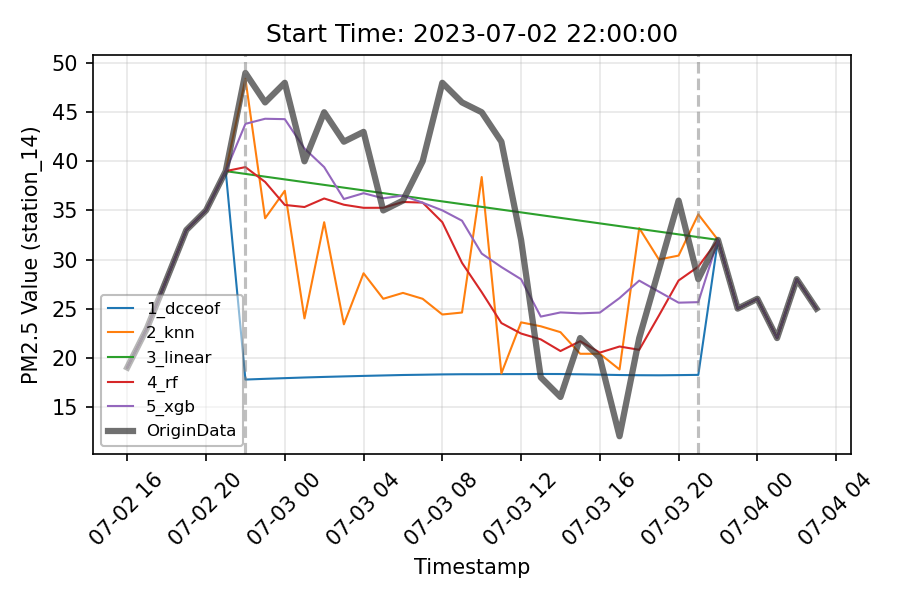 Start Time: 2023-07-02 22:00:00
PM2.5 Value (station_14)
50
45
40
35
30
25
20
15
1_dcceof
2_knn
3_linear
4_rf
5_xgb
OriginData
07-02 16
07-02 20
07-03 00
07-03 04
07-03 08
07-03 12
07-03 16
07-03 20
07-04 00
07-04 04
Timestamp